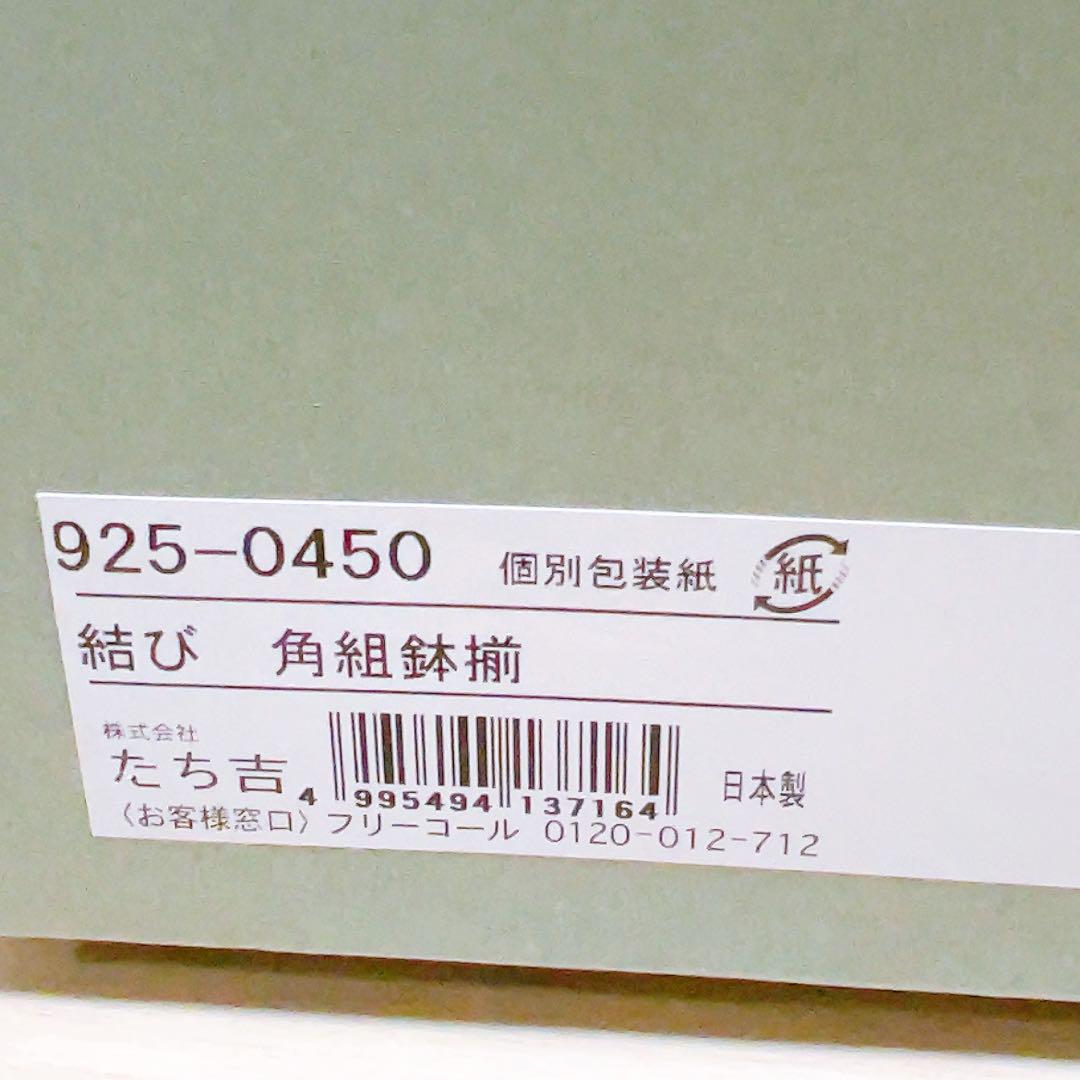 925-0450 個別包装紙 紙
結び 角組鉢揃
株式会社
たち吉
4 995494 137164
日本製
〈お客様窓口〉フリーコール 0120-012-712